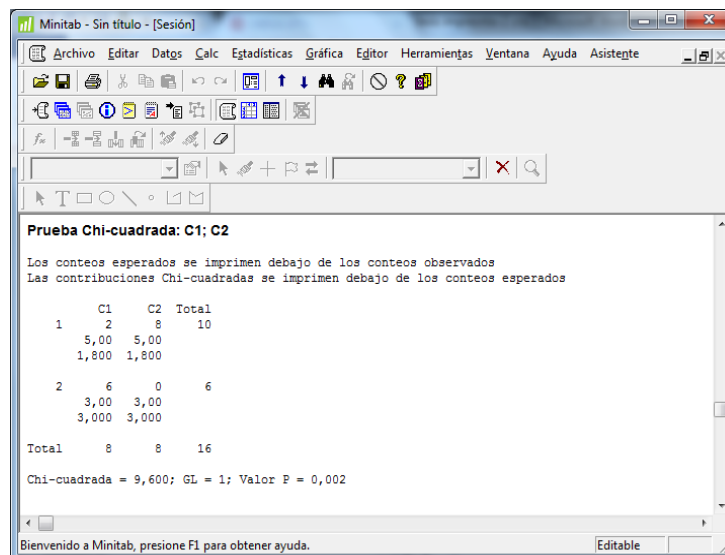 Minitab - Sin título - [Sesión]
Archivo Editar Datos Calc Estadísticas Gráfica Editor Herramientas Ventana Ayuda Asistente
Prueba Chi-cuadrada: C1; C2
Los conteos esperados se imprimen debajo de los conteos observados
Las contribuciones Chi-cuadradas se imprimen debajo de los conteos esperados
C1 C2 Total
1 2 8 10
5,00 5,00
1,800 1,800
2 6 0 6
3,00 3,00
3,000 3,000
Total 8 8 16
Chi-cuadrada = 9,600; GL = 1; Valor P = 0,002
Bienvenido a Minitab, presione F1 para obtener ayuda. Editable